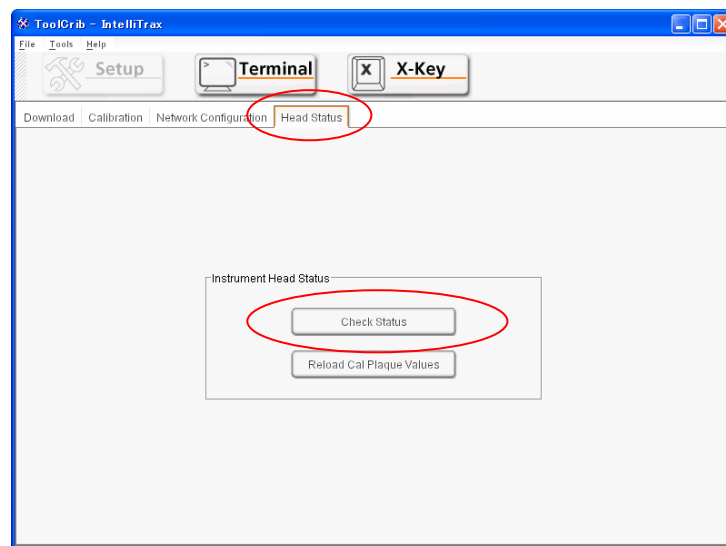 ToolCrib - IntelliTrax
File Tools Help
Setup
> Terminal
X X-Key
Download Calibration Network Configuration Head Status
Instrument Head Status
Check Status
Reload Cal Plaque Values